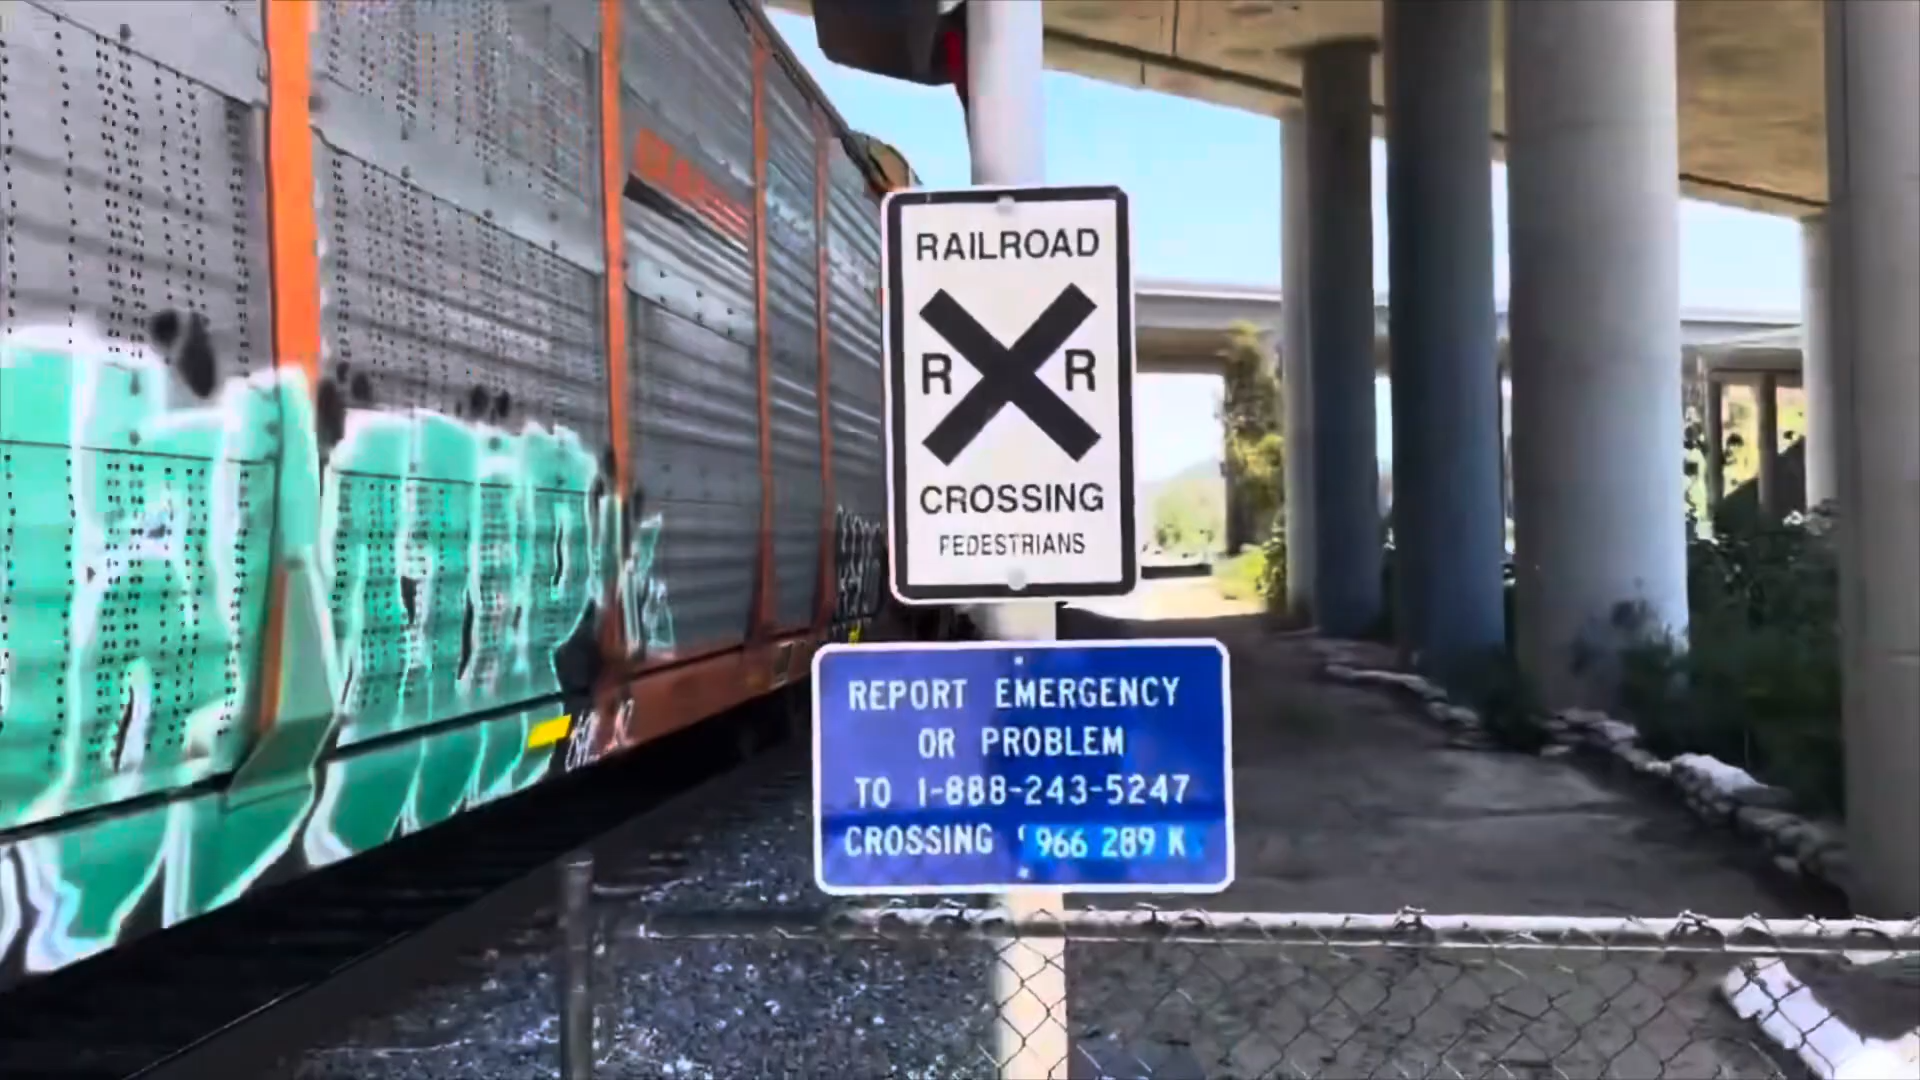 RAILROAD
R R
CROSSING
PEDESTRIANS
REPORT EMERGENCY
OR PROBLEM
TO 1-888-243-5247
CROSSING 966 289 K